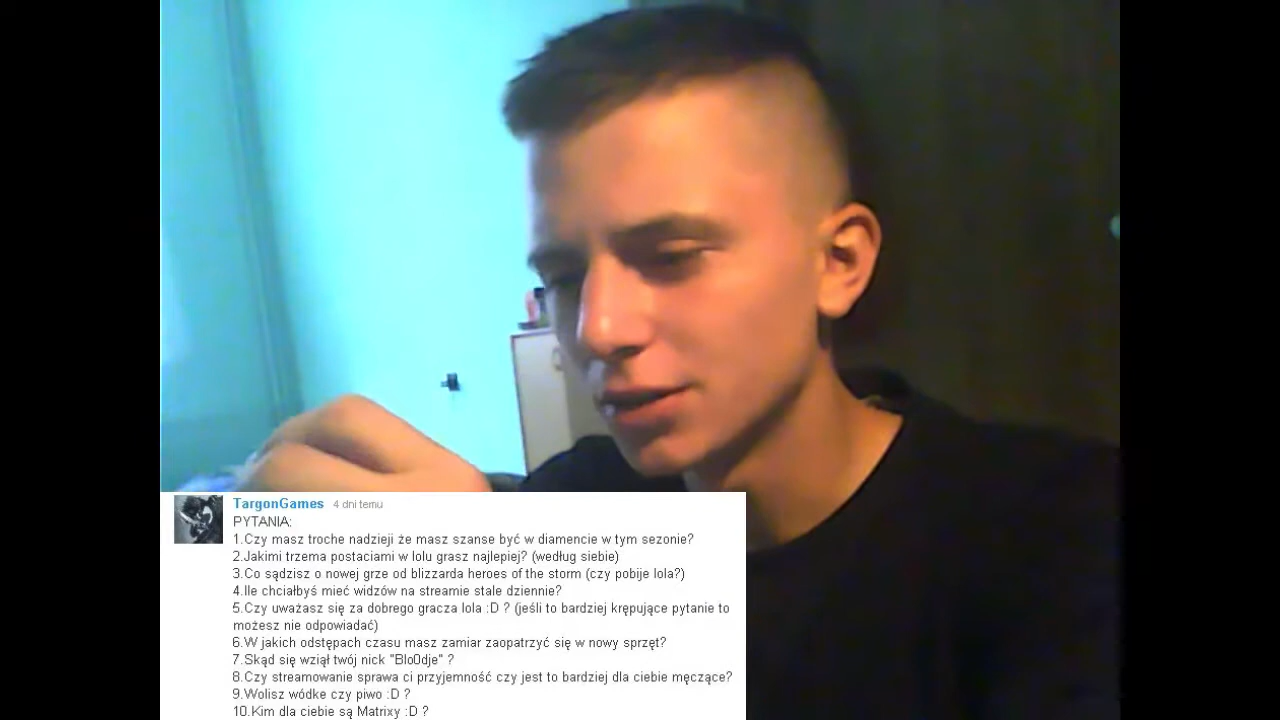 TargonGames 4 dni temu
PYTANIA:
1.Czy masz troche nadzieji że masz szanse być w diamencie w tym sezonie?
2.Jakimi trzema postaciami w lolu grasz najlepiej? (według siebie)
3.Co sądzisz o nowej grze od blizzarda heroes of the storm (czy pobije lola?)
4.Ile chciałbyś mieć widzów na streamie stale dziennie?
5.Czy uważasz się za dobrego gracza lola :D ? (jeśli to bardziej krępujące pytanie to
możesz nie odpowiadać)
6.W jakich odstępach czasu masz zamiar zaopatrzyć się w nowy sprzęt?
7.Skąd się wziął twój nick "Blo0dje" ?
8.Czy streamowanie sprawa ci przyjemność czy jest to bardziej dla ciebie męczące?
9.Wolisz wódke czy piwo :D ?
10.Kim dla ciebie są Matrixy :D ?